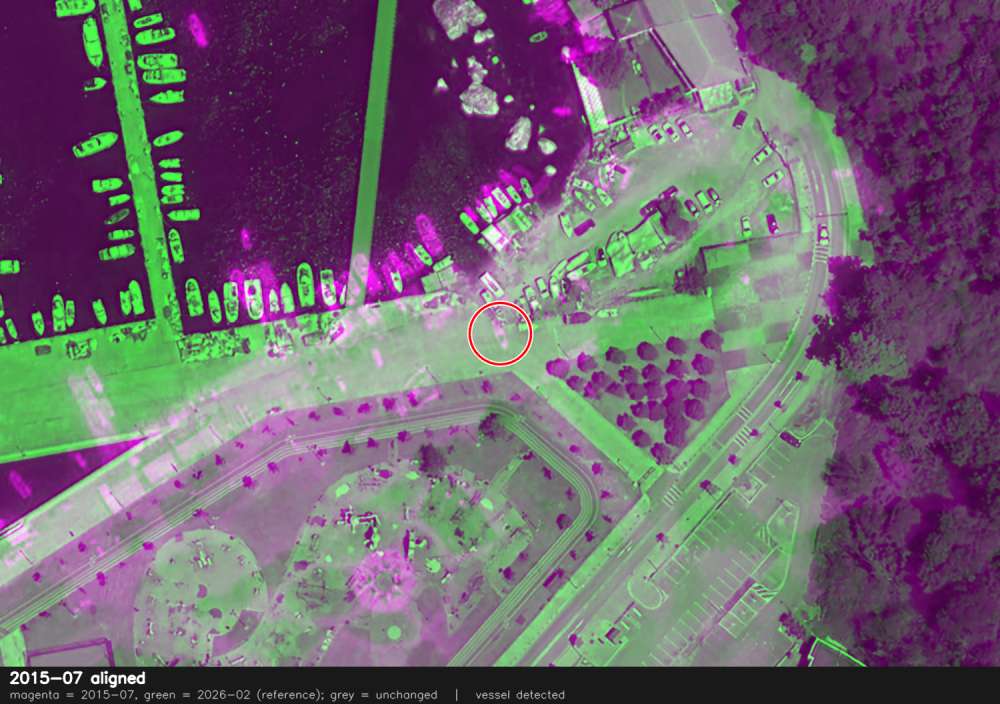 2015-07 aligned
magenta = 2015-07, green = 2026-02 (reference); grey = unchanged | vessel detected